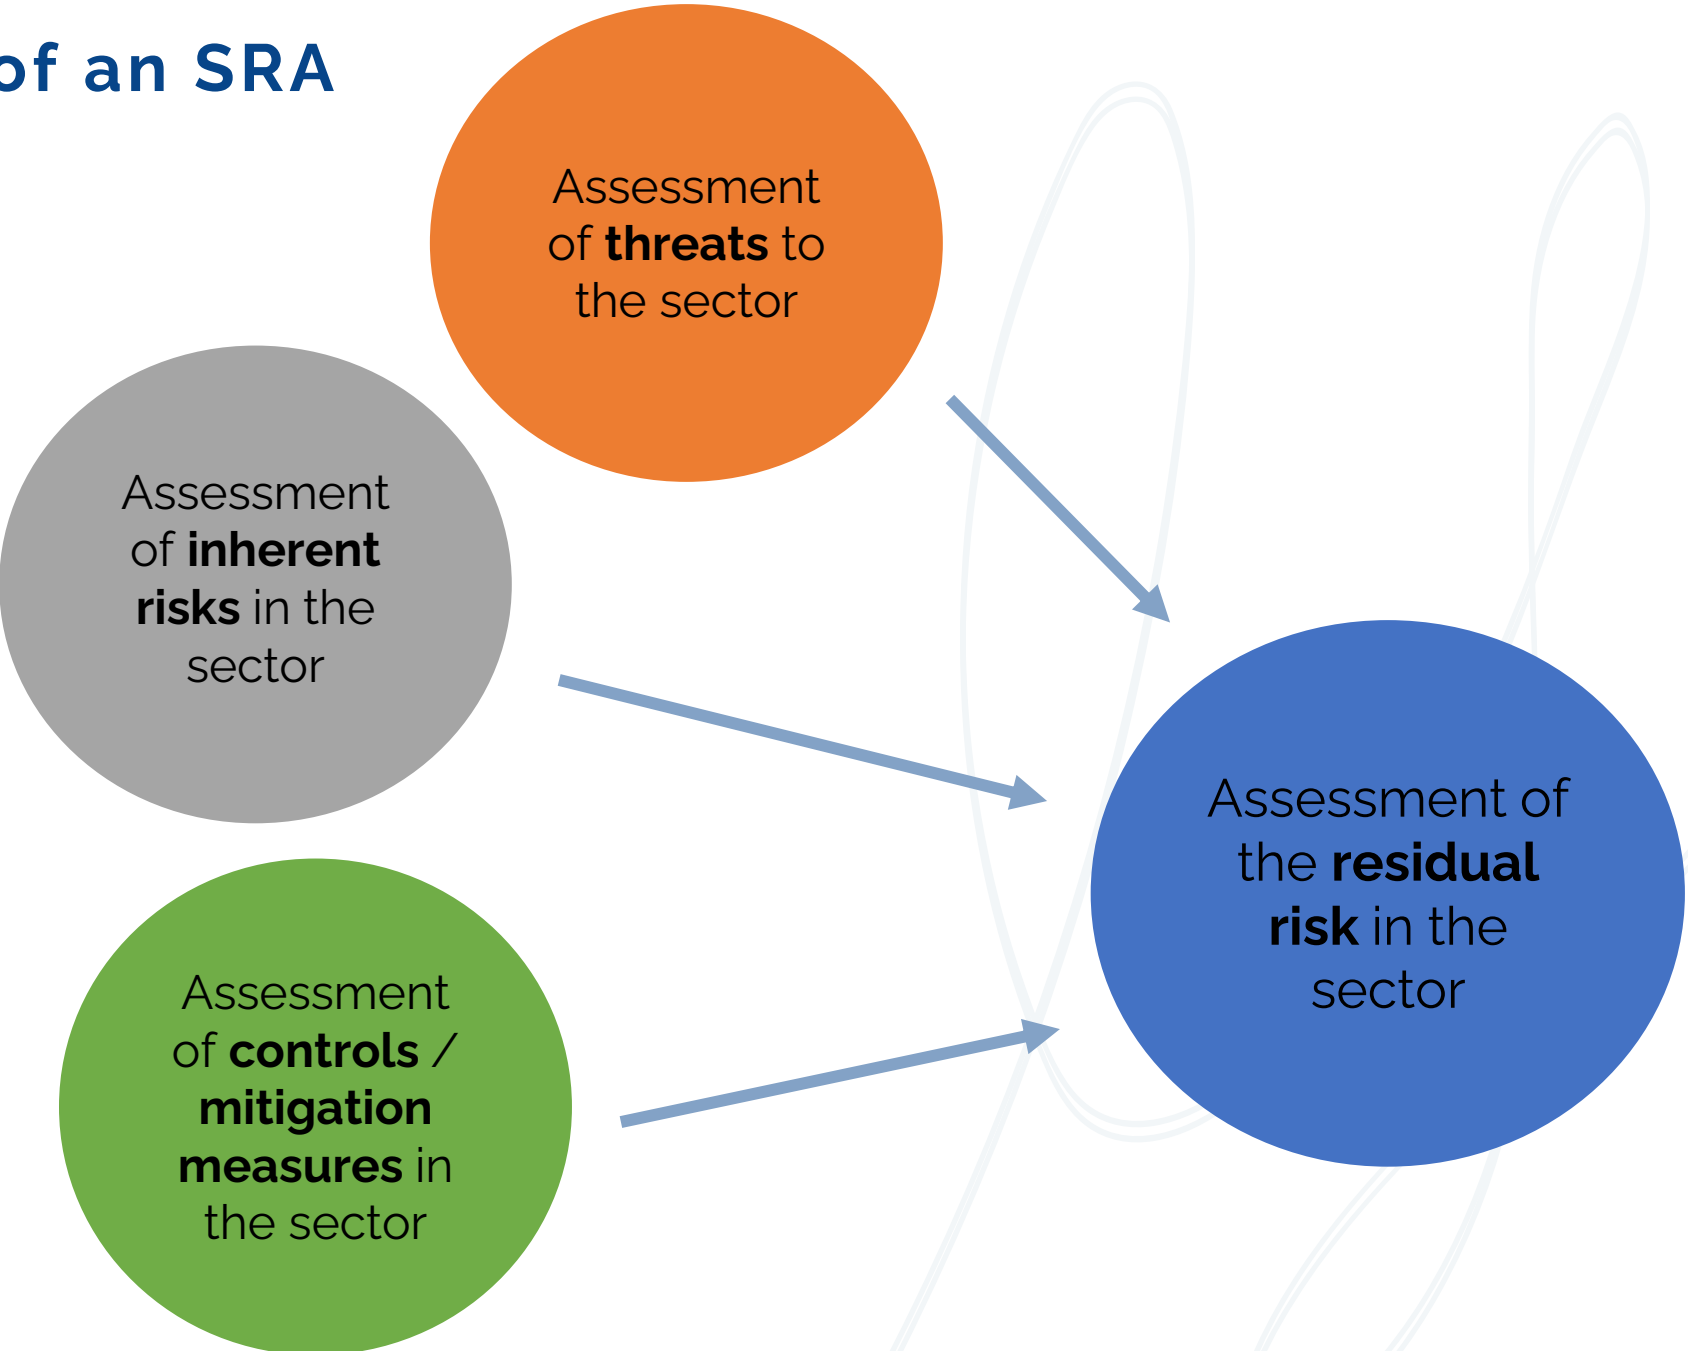 of an SRA
Assessment
of threats to
the sector
Assessment
of inherent
risks in the
sector
Assessment
of controls /
mitigation
measures in
the sector
Assessment of
the residual
risk in the
sector